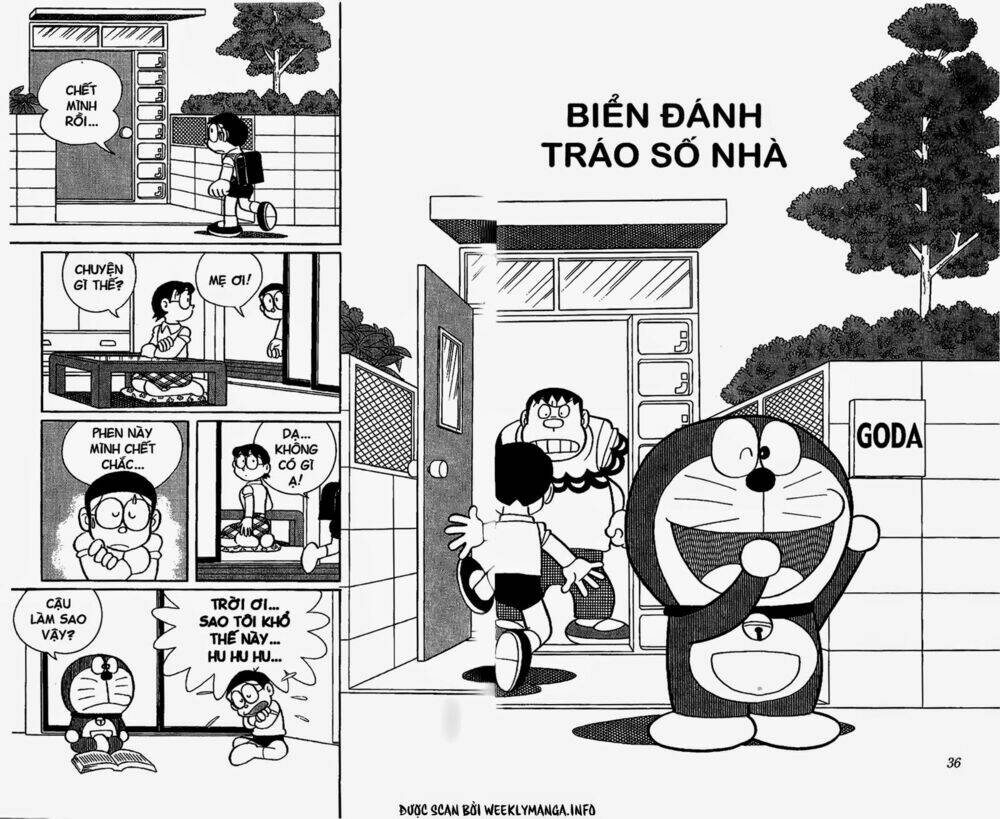 BIỂN ĐÁNH
TRÁO SỐ NHÀ
GODA
36
CHẾT
MÌNH
RỒI...
CHUYỆN
GÌ THẾ?
MẸ ƠI!
PHEN NÀY
MÌNH CHẾT
CHẮC...
DẠ...
KHÔNG
CÓ GÌ
Ạ!
CẬU
LÀM SAO
VẬY?
TRỜI ƠI...
SAO TÔI KHỔ
THẾ NÀY...
HU HU HU...
ĐƯỢC SCAN BỞI WEEKLYMANGA.INFO